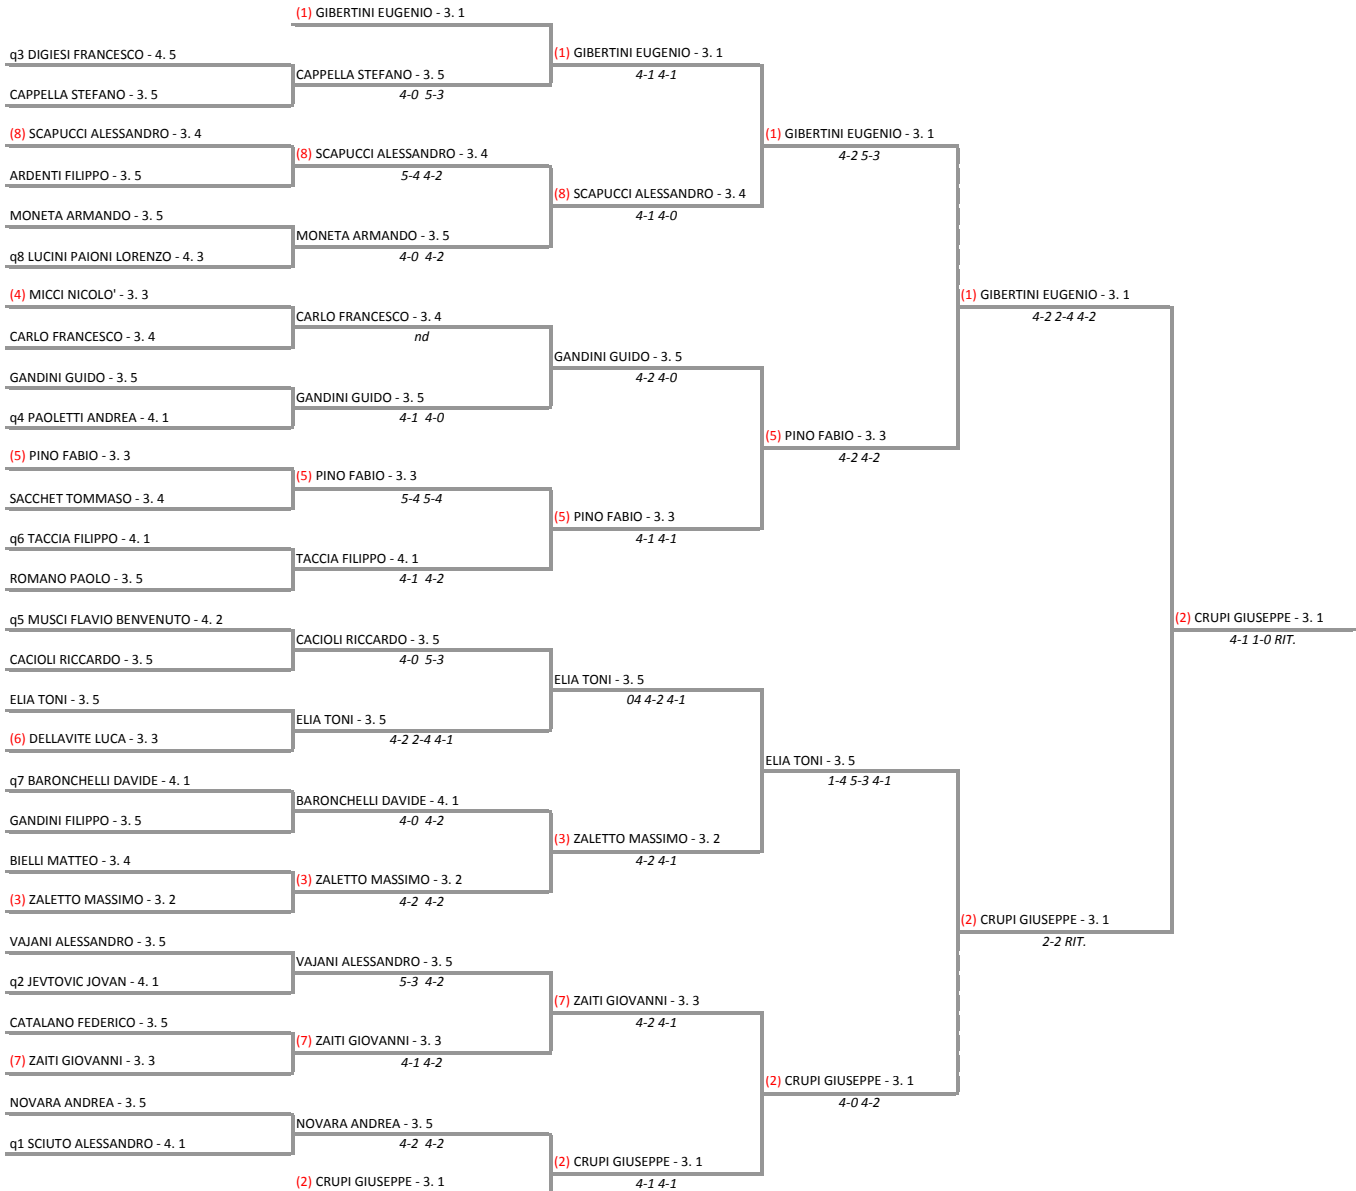 (1) GIBERTINI EUGENIO - 3. 1
q3 DIGIESI FRANCESCO - 4. 5
CAPPELLA STEFANO - 3. 5
(8) SCAPUCCI ALESSANDRO - 3. 4
ARDENTI FILIPPO - 3. 5
MONETA ARMANDO - 3. 5
q8 LUCINI PAIONI LORENZO - 4. 3
(4) MICCI NICOLO' - 3. 3
CARLO FRANCESCO - 3. 4
GANDINI GUIDO - 3. 5
q4 PAOLETTI ANDREA - 4. 1
(5) PINO FABIO - 3. 3
SACCHET TOMMASO - 3. 4
q6 TACCIA FILIPPO - 4. 1
ROMANO PAOLO - 3. 5
q5 MUSCI FLAVIO BENVENUTO - 4. 2
CACIOLI RICCARDO - 3. 5
ELIA TONI - 3. 5
(6) DELLAVITE LUCA - 3. 3
q7 BARONCHELLI DAVIDE - 4. 1
GANDINI FILIPPO - 3. 5
BIELLI MATTEO - 3. 4
(3) ZALETTO MASSIMO - 3. 2
VAJANI ALESSANDRO - 3. 5
q2 JEVTOVIC JOVAN - 4. 1
CATALANO FEDERICO - 3. 5
(7) ZAITI GIOVANNI - 3. 3
NOVARA ANDREA - 3. 5
q1 SCIUTO ALESSANDRO - 4. 1
CAPPELLA STEFANO - 3. 5
4-0 5-3
(8) SCAPUCCI ALESSANDRO - 3. 4
5-4 4-2
MONETA ARMANDO - 3. 5
4-0 4-2
CARLO FRANCESCO - 3. 4
nd
GANDINI GUIDO - 3. 5
4-1 4-0
(5) PINO FABIO - 3. 3
5-4 5-4
TACCIA FILIPPO - 4. 1
4-1 4-2
CACIOLI RICCARDO - 3. 5
4-0 5-3
ELIA TONI - 3. 5
4-2 2-4 4-1
BARONCHELLI DAVIDE - 4. 1
4-0 4-2
(3) ZALETTO MASSIMO - 3. 2
4-2 4-2
VAJANI ALESSANDRO - 3. 5
5-3 4-2
(7) ZAITI GIOVANNI - 3. 3
4-1 4-2
NOVARA ANDREA - 3. 5
4-2 4-2
(2) CRUPI GIUSEPPE - 3. 1
(1) GIBERTINI EUGENIO - 3. 1
4-1 4-1
(8) SCAPUCCI ALESSANDRO - 3. 4
4-1 4-0
GANDINI GUIDO - 3. 5
4-2 4-0
(5) PINO FABIO - 3. 3
4-1 4-1
ELIA TONI - 3. 5
04 4-2 4-1
(3) ZALETTO MASSIMO - 3. 2
4-2 4-1
(7) ZAITI GIOVANNI - 3. 3
4-2 4-1
(2) CRUPI GIUSEPPE - 3. 1
4-1 4-1
(1) GIBERTINI EUGENIO - 3. 1
4-2 5-3
(5) PINO FABIO - 3. 3
4-2 4-2
ELIA TONI - 3. 5
1-4 5-3 4-1
(2) CRUPI GIUSEPPE - 3. 1
4-0 4-2
(1) GIBERTINI EUGENIO - 3. 1
4-2 2-4 4-2
(2) CRUPI GIUSEPPE - 3. 1
2-2 RIT.
(2) CRUPI GIUSEPPE - 3. 1
4-1 1-0 RIT.